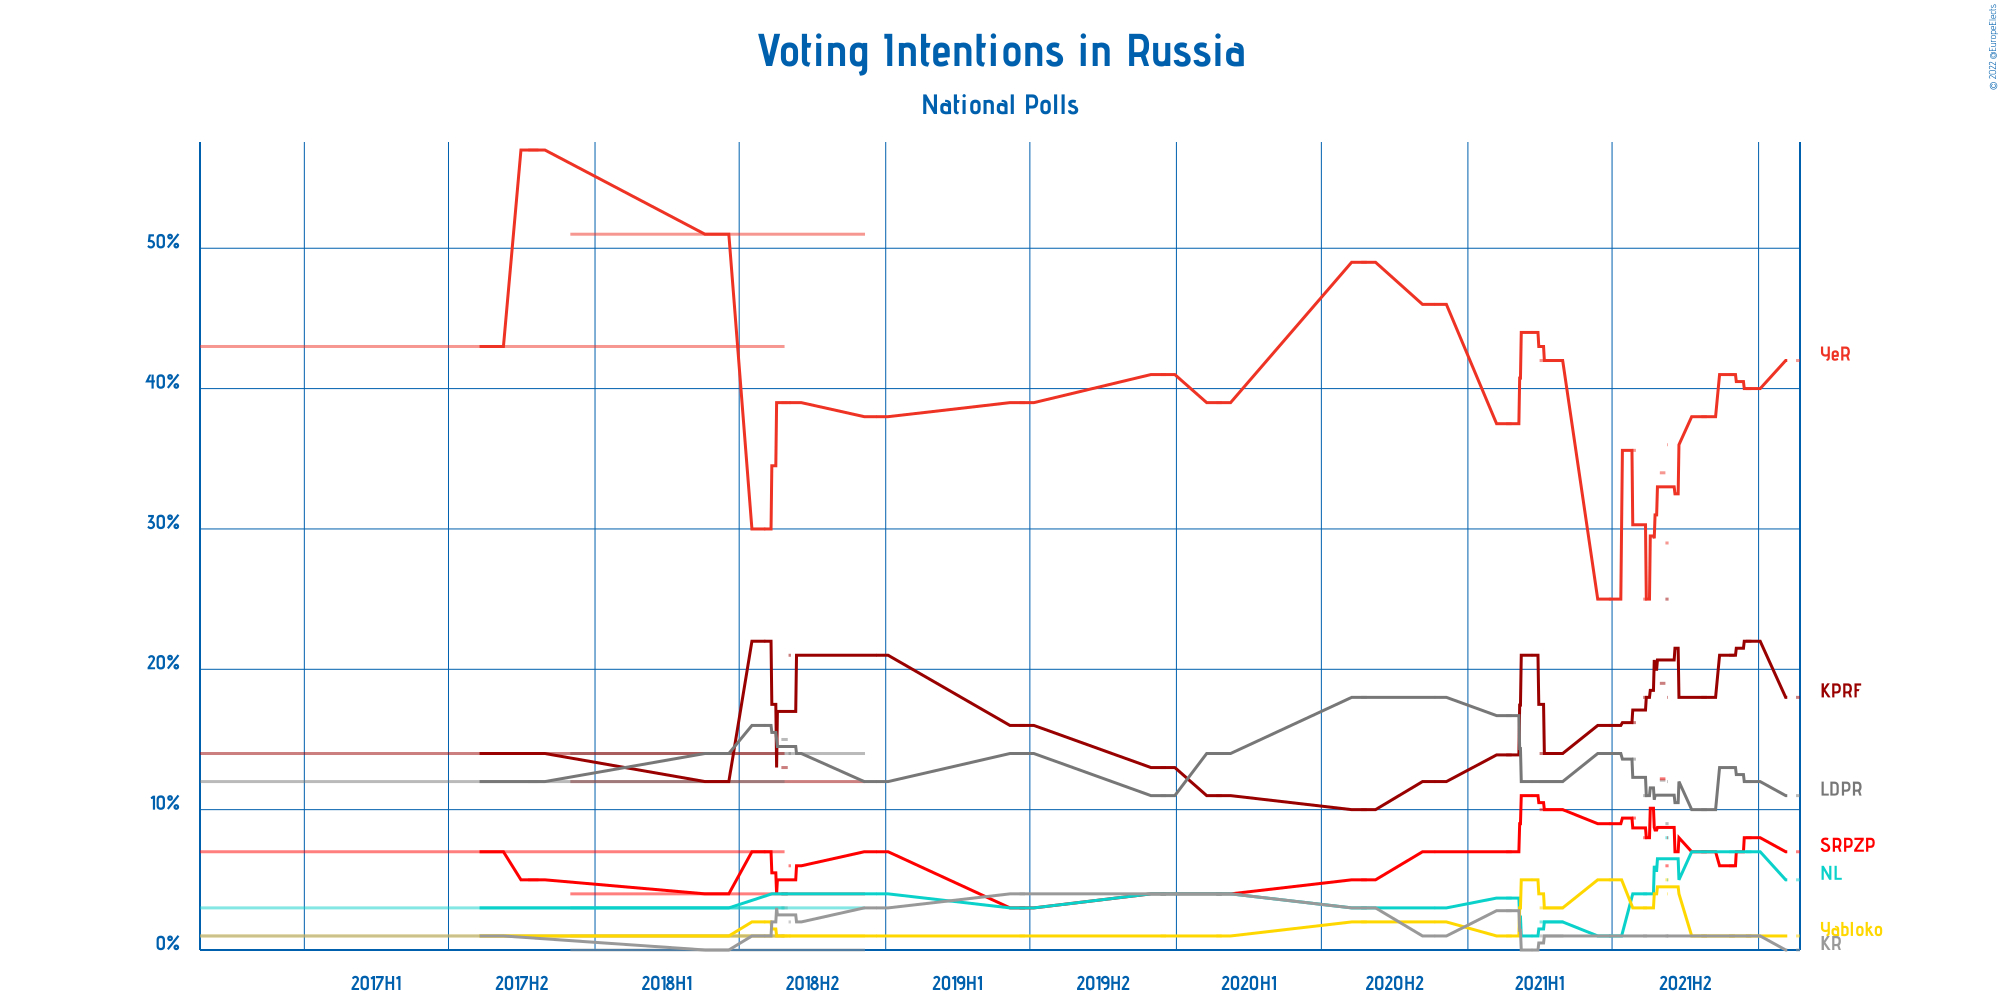 Voting Intentions in Russia
National Polls
© 2022 @EuropeElects
50%
40%
30%
20%
10%
0%
YeR
KPRF
LDPR
SRPZP
NL
Yabloko
KR
2017H1
2017H2
2018H1
2018H2
2019H1
2019H2
2020H1
2020H2
2021H1
2021H2